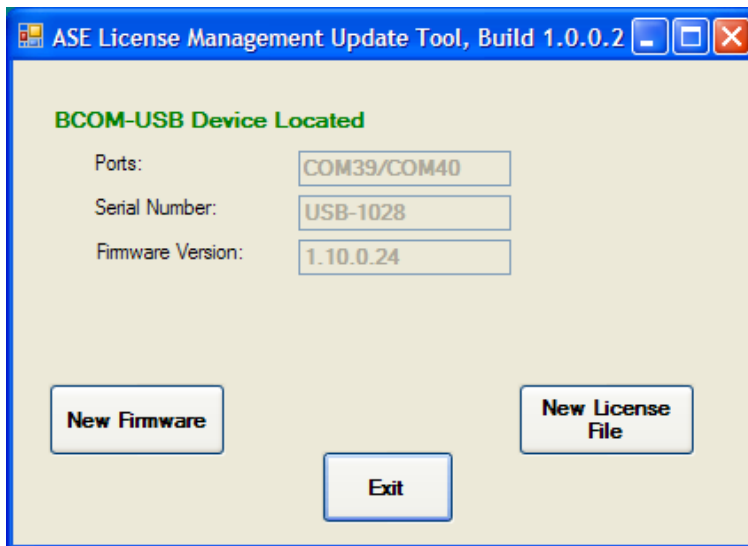 ASE License Management Update Tool, Build 1.0.0.2
BCOM-USB Device Located
Ports: COM39/COM40
Serial Number: USB-1028
Firmware Version: 1.10.0.24
New Firmware
New License
File
Exit